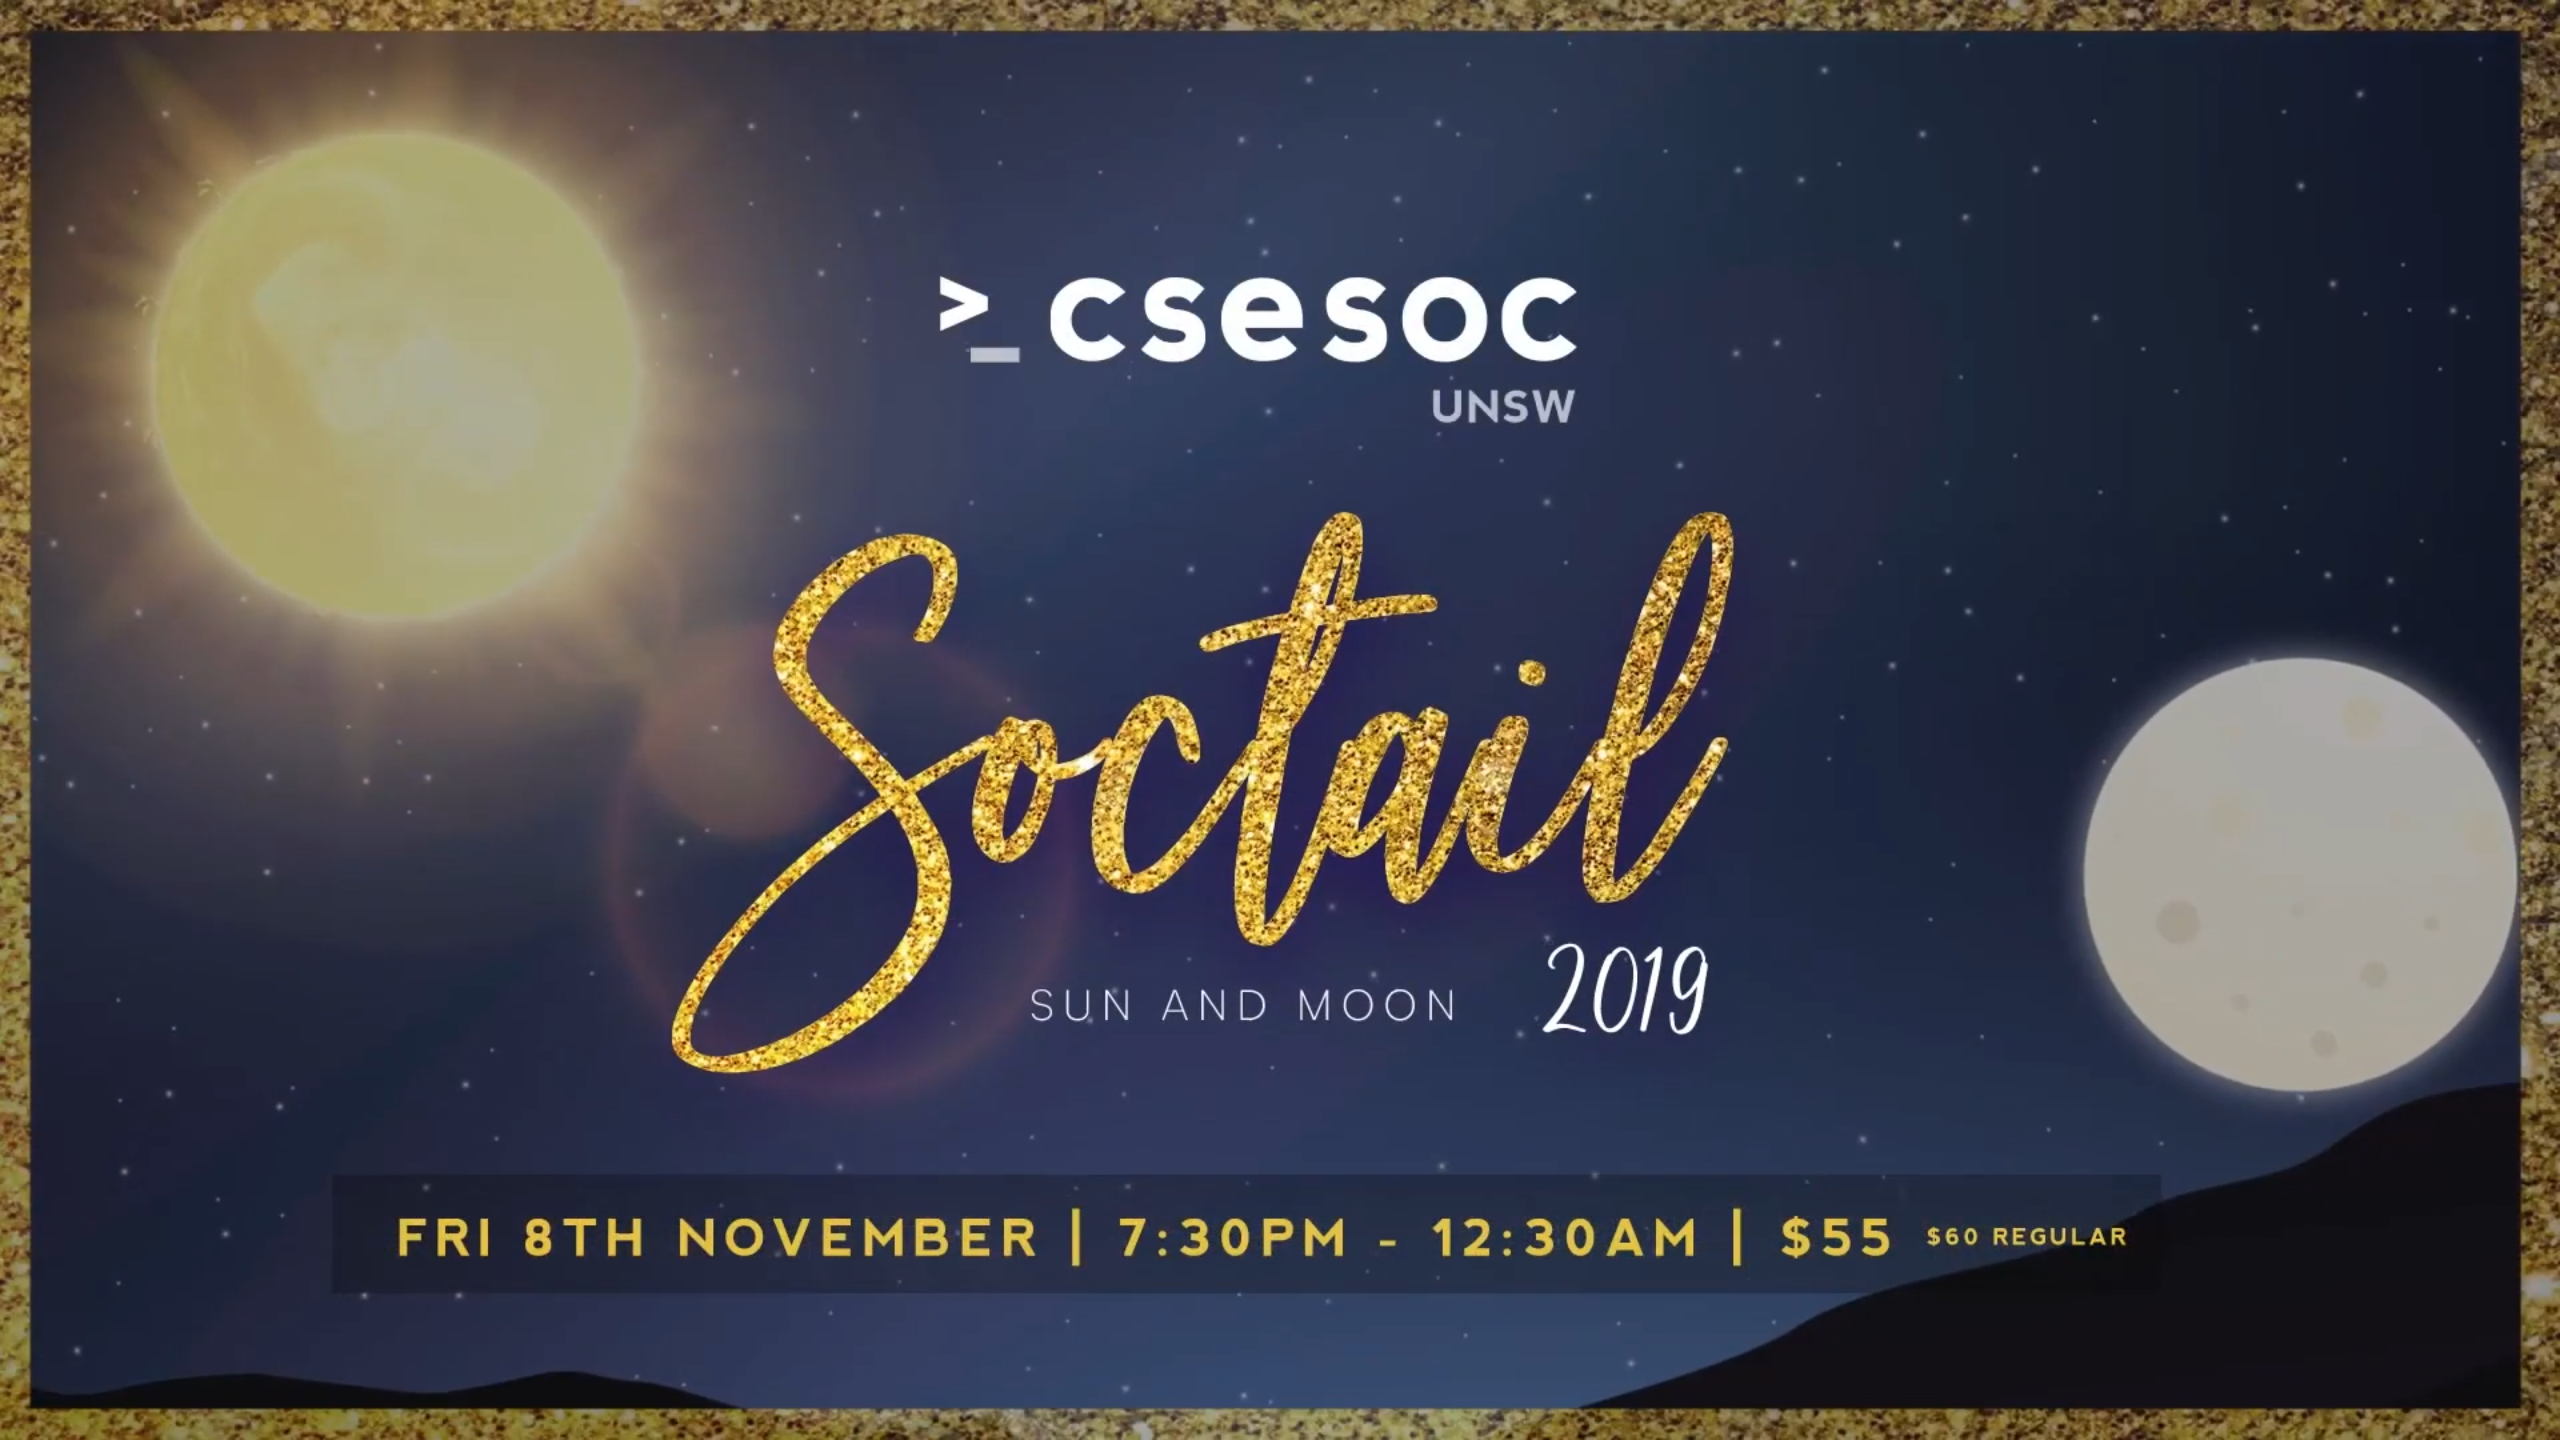 >_csesoc
UNSW
Soctail
SUN AND MOON 2019
FRI 8TH NOVEMBER | 7:30PM - 12:30AM | $55 $60 REGULAR